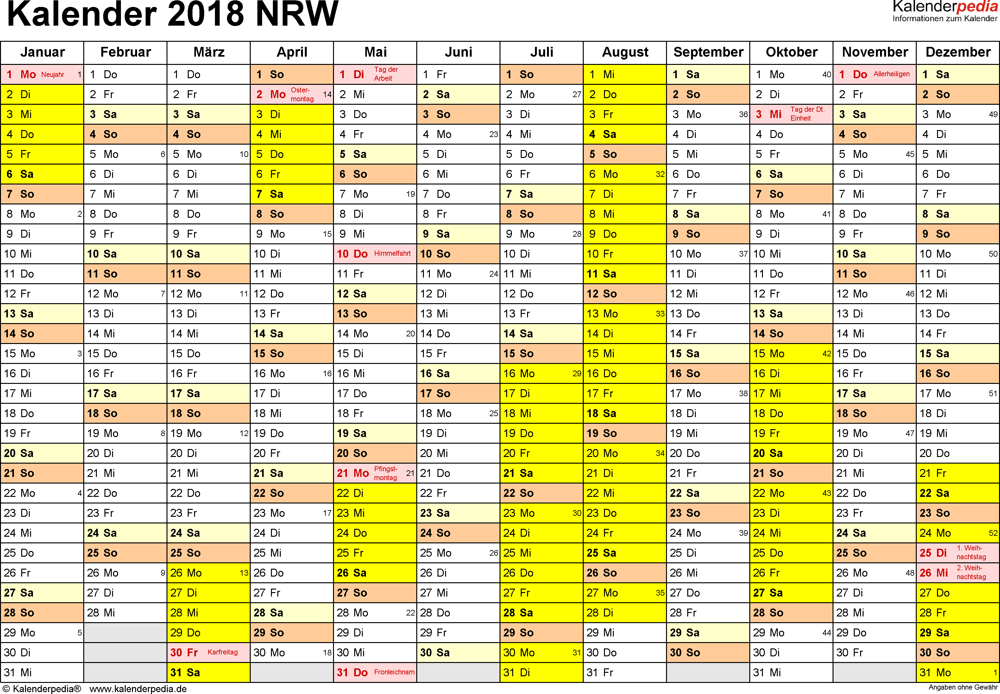 Kalender 2018 NRW
Kalenderpedia
Informationen zum Kalender
Januar Februar März April Mai Juni Juli August September Oktober November Dezember
1 Mo Neujahr 1 1 Do 1 Do 1 So 1 Di Tag der Arbeit 1 Fr 1 So 1 Mi 1 Sa 1 Mo 40 1 Do Allerheiligen 1 Sa
2 Di 2 Fr 2 Fr 2 Mo Oster-montag 14 2 Mi 2 Sa 2 Mo 27 2 Do 2 So 2 Di 2 Fr 2 So
3 Mi 3 Sa 3 Sa 3 Di 3 Do 3 So 3 Di 3 Fr 3 Mo 36 3 Mi Tag der Dt. Einheit 3 Sa 3 Mo 49
4 Do 4 So 4 So 4 Mi 4 Fr 4 Mo 23 4 Mi 4 Sa 4 Di 4 Do 4 So 4 Di
5 Fr 5 Mo 6 5 Mo 10 5 Do 5 Sa 5 Di 5 Do 5 So 5 Mi 5 Fr 5 Mo 45 5 Mi
6 Sa 6 Di 6 Di 6 Fr 6 So 6 Mi 6 Fr 6 Mo 32 6 Do 6 Sa 6 Di 6 Do
7 So 7 Mi 7 Mi 7 Sa 7 Mo 19 7 Do 7 Sa 7 Di 7 Fr 7 So 7 Mi 7 Fr
8 Mo 2 8 Do 8 Do 8 So 8 Di 8 Fr 8 So 8 Mi 8 Sa 8 Mo 41 8 Do 8 Sa
9 Di 9 Fr 9 Fr 9 Mo 15 9 Mi 9 Sa 9 Mo 28 9 Do 9 So 9 Di 9 Fr 9 So
10 Mi 10 Sa 10 Sa 10 Di 10 Do Himmelfahrt 10 So 10 Di 10 Fr 10 Mo 37 10 Mi 10 Sa 10 Mo 50
11 Do 11 So 11 So 11 Mi 11 Fr 11 Mo 24 11 Mi 11 Sa 11 Di 11 Do 11 So 11 Di
12 Fr 12 Mo 7 12 Mo 11 12 Do 12 Sa 12 Di 12 Do 12 So 12 Mi 12 Fr 12 Mo 46 12 Mi
13 Sa 13 Di 13 Di 13 Fr 13 So 13 Mi 13 Fr 13 Mo 33 13 Do 13 Sa 13 Di 13 Do
14 So 14 Mi 14 Mi 14 Sa 14 Mo 20 14 Do 14 Sa 14 Di 14 Fr 14 So 14 Mi 14 Fr
15 Mo 3 15 Do 15 Do 15 So 15 Di 15 Fr 15 So 15 Mi 15 Sa 15 Mo 42 15 Do 15 Sa
16 Di 16 Fr 16 Fr 16 Mo 16 16 Mi 16 Sa 16 Mo 29 16 Do 16 So 16 Di 16 Fr 16 So
17 Mi 17 Sa 17 Sa 17 Di 17 Do 17 So 17 Di 17 Fr 17 Mo 38 17 Mi 17 Sa 17 Mo 51
18 Do 18 So 18 So 18 Mi 18 Fr 18 Mo 25 18 Mi 18 Sa 18 Di 18 Do 18 So 18 Di
19 Fr 19 Mo 8 19 Mo 12 19 Do 19 Sa 19 Di 19 Do 19 So 19 Mi 19 Fr 19 Mo 47 19 Mi
20 Sa 20 Di 20 Di 20 Fr 20 So 20 Mi 20 Fr 20 Mo 34 20 Do 20 Sa 20 Di 20 Do
21 So 21 Mi 21 Mi 21 Sa 21 Mo Pfingst-montag 21 21 Do 21 Sa 21 Di 21 Fr 21 So 21 Mi 21 Fr
22 Mo 4 22 Do 22 Do 22 So 22 Di 22 Fr 22 So 22 Mi 22 Sa 22 Mo 43 22 Do 22 Sa
23 Di 23 Fr 23 Fr 23 Mo 17 23 Mi 23 Sa 23 Mo 30 23 Do 23 So 23 Di 23 Fr 23 So
24 Mi 24 Sa 24 Sa 24 Di 24 Do 24 So 24 Di 24 Fr 24 Mo 39 24 Mi 24 Sa 24 Mo 52
25 Do 25 So 25 So 25 Mi 25 Fr 25 Mo 26 25 Mi 25 Sa 25 Di 25 Do 25 So 25 Di 1. Weih-nachtstag
26 Fr 26 Mo 9 26 Mo 13 26 Do 26 Sa 26 Di 26 Do 26 So 26 Mi 26 Fr 26 Mo 48 26 Mi 2. Weih-nachtstag
27 Sa 27 Di 27 Di 27 Fr 27 So 27 Mi 27 Fr 27 Mo 35 27 Do 27 Sa 27 Di 27 Do
28 So 28 Mi 28 Mi 28 Sa 28 Mo 22 28 Do 28 Sa 28 Di 28 Fr 28 So 28 Mi 28 Fr
29 Mo 5 29 Do 29 So 29 Di 29 Fr 29 So 29 Mi 29 Sa 29 Mo 44 29 Do 29 Sa
30 Di 30 Fr Karfreitag 30 Mo 18 30 Mi 30 Sa 30 Mo 31 30 Do 30 So 30 Di 30 Fr 30 So
31 Mi 31 Sa 31 Do Fronleichnam 31 Di 31 Fr 31 Mi 31 Mo 1
© Kalenderpedia® www.kalenderpedia.de
Angaben ohne Gewähr